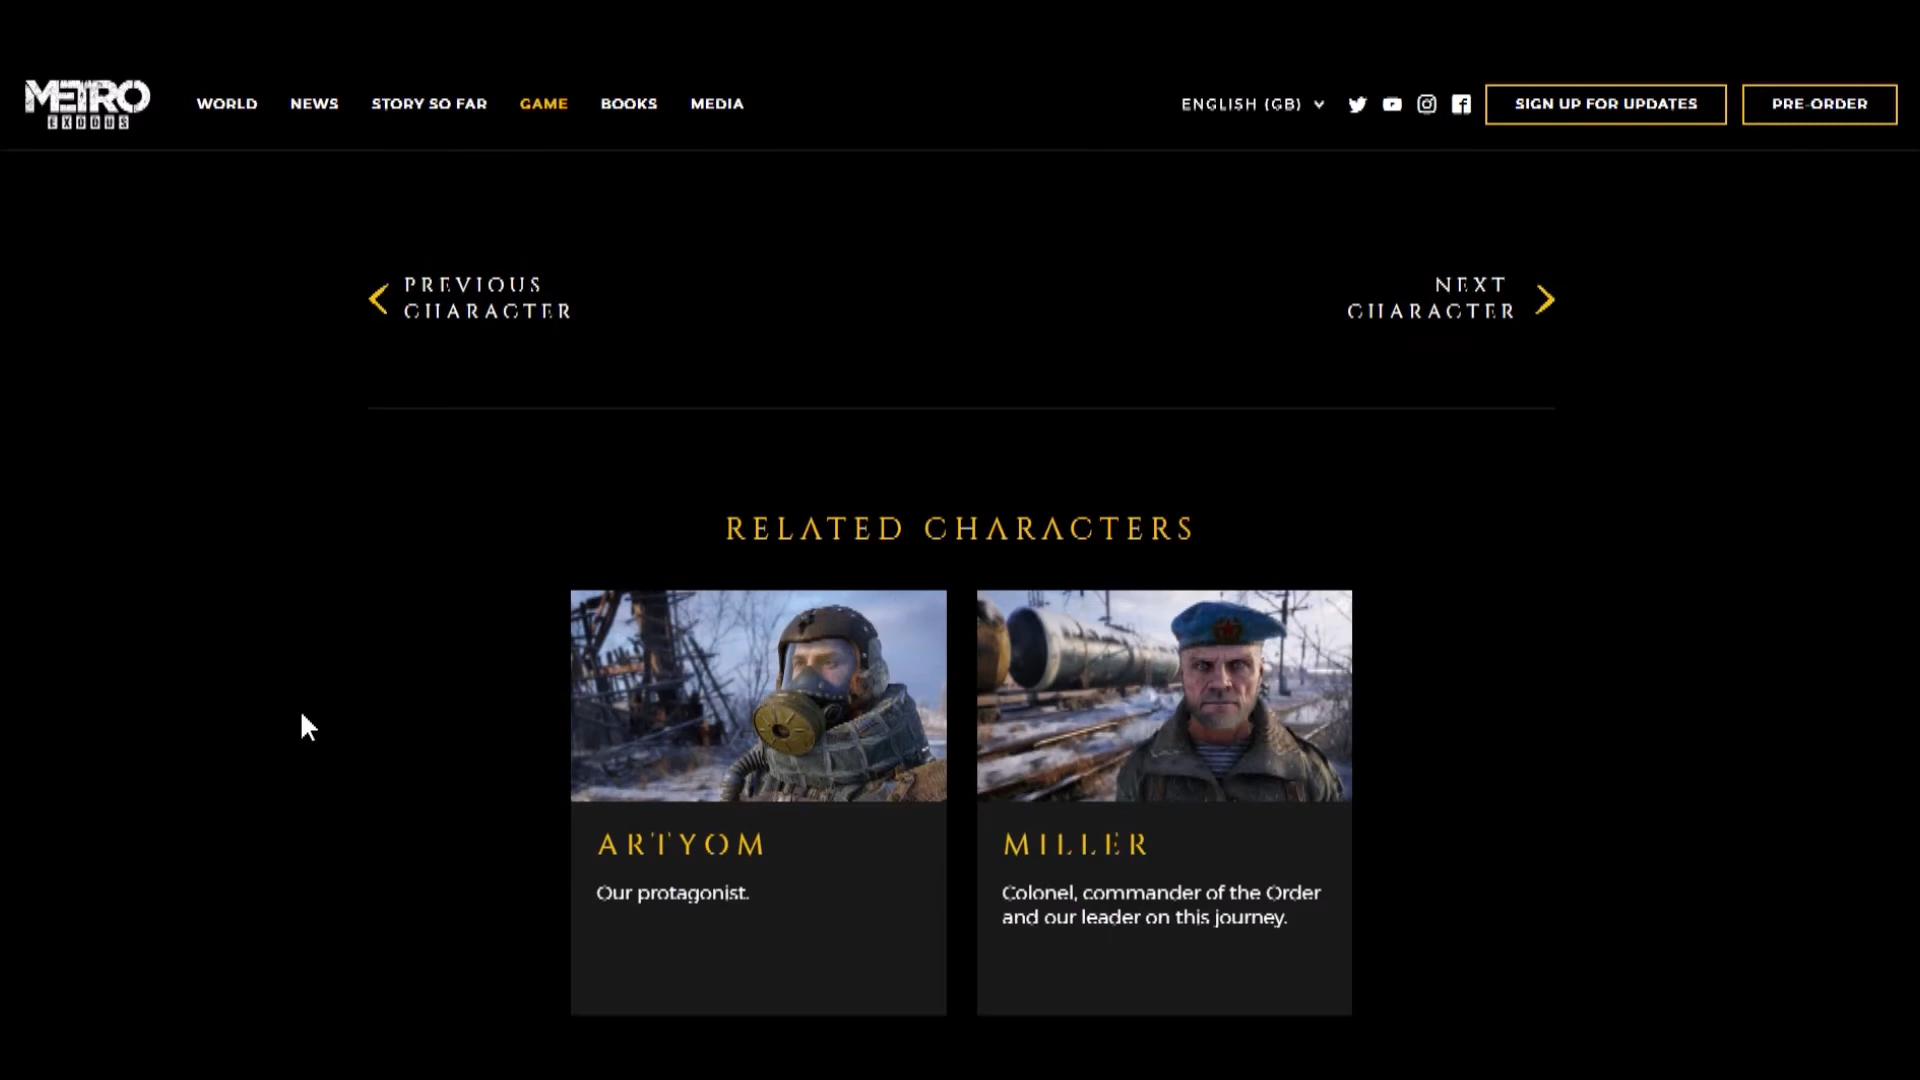 METRO
EXODUS
WORLD NEWS STORY SO FAR GAME BOOKS MEDIA ENGLISH (GB) SIGN UP FOR UPDATES PRE-ORDER
PREVIOUS
CHARACTER
NEXT
CHARACTER
RELATED CHARACTERS
ARTYOM
Our protagonist.
MILLER
Colonel, commander of the Order
and our leader on this journey.